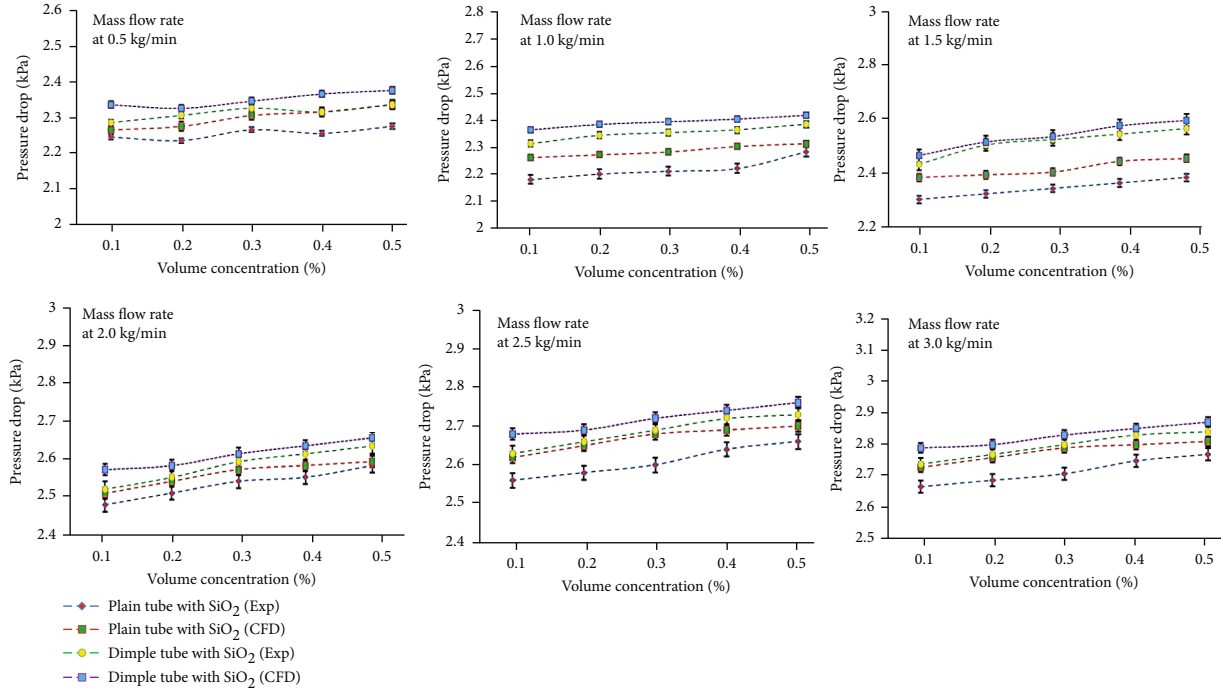 Mass flow rate
at 0.5 kg/min
Pressure drop (kPa)
2.6
2.5
2.4
2.3
2.2
2.1
2
0.1 0.2 0.3 0.4 0.5
Volume concentration (%)
Mass flow rate
at 1.0 kg/min
Pressure drop (kPa)
2.8
2.7
2.6
2.5
2.4
2.3
2.2
2.1
2
0.1 0.2 0.3 0.4 0.5
Volume concentration (%)
Mass flow rate
at 1.5 kg/min
Pressure drop (kPa)
3
2.8
2.6
2.4
2.2
0.1 0.2 0.3 0.4 0.5
Volume concentration (%)
Mass flow rate
at 2.0 kg/min
Pressure drop (kPa)
3
2.9
2.8
2.7
2.6
2.5
2.4
0.1 0.2 0.3 0.4 0.5
Volume concentration (%)
Mass flow rate
at 2.5 kg/min
Pressure drop (kPa)
3
2.9
2.8
2.7
2.6
2.5
2.4
0.1 0.2 0.3 0.4 0.5
Volume concentration (%)
Mass flow rate
at 3.0 kg/min
Pressure drop (kPa)
3.2
3.1
3
2.9
2.8
2.7
2.6
2.5
0.1 0.2 0.3 0.4 0.5
Volume concentration (%)
Plain tube with SiO2 (Exp)
Plain tube with SiO2 (CFD)
Dimple tube with SiO2 (Exp)
Dimple tube with SiO2 (CFD)